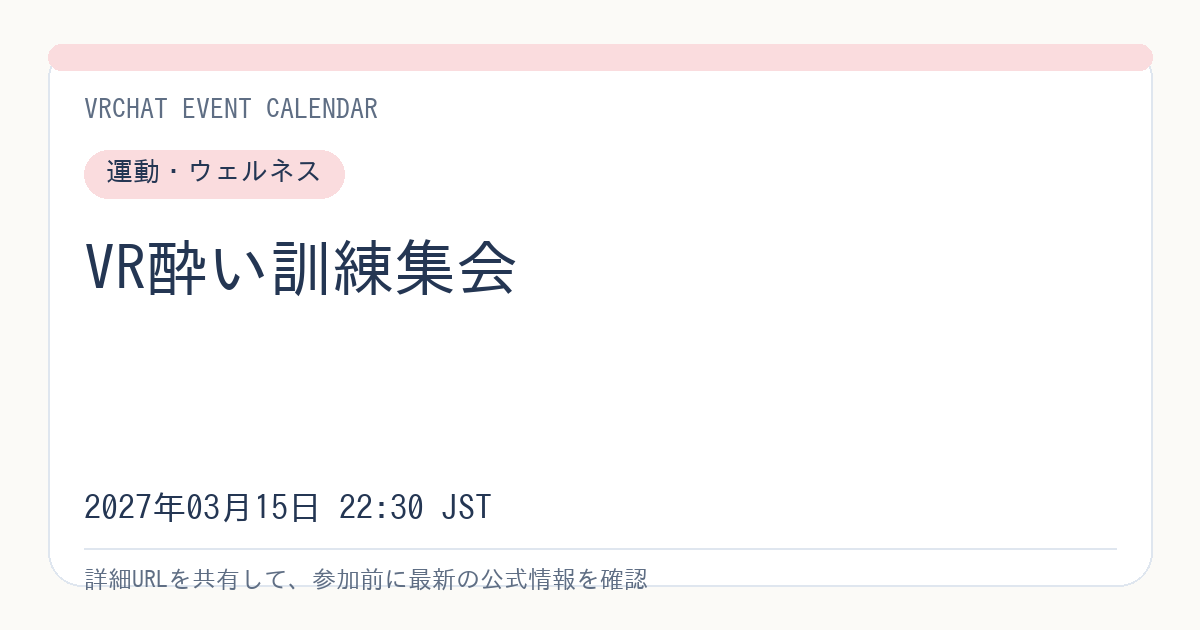 VRCHAT EVENT CALENDAR
運動・ウェルネス
VR酔い訓練集会
2027年03月15日 22:30 JST
詳細URLを共有して、参加前に最新の公式情報を確認